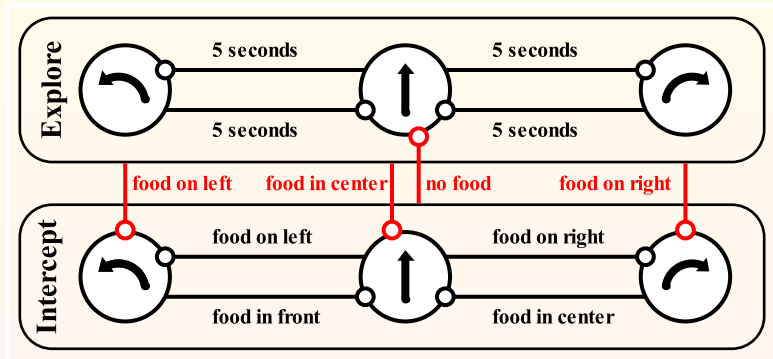 Explore
5 seconds
5 seconds
5 seconds
5 seconds
food on left
food in center
no food
food on right
Intercept
food on left
food on right
food in front
food in center